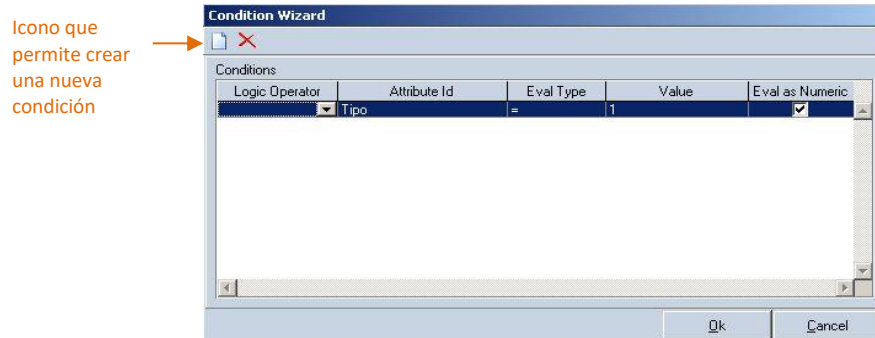 Icono que
permite crear
una nueva
condición
Condition Wizard
Conditions
Logic Operator Attribute Id Eval Type Value Eval as Numeric
Tipo = 1
Ok Cancel